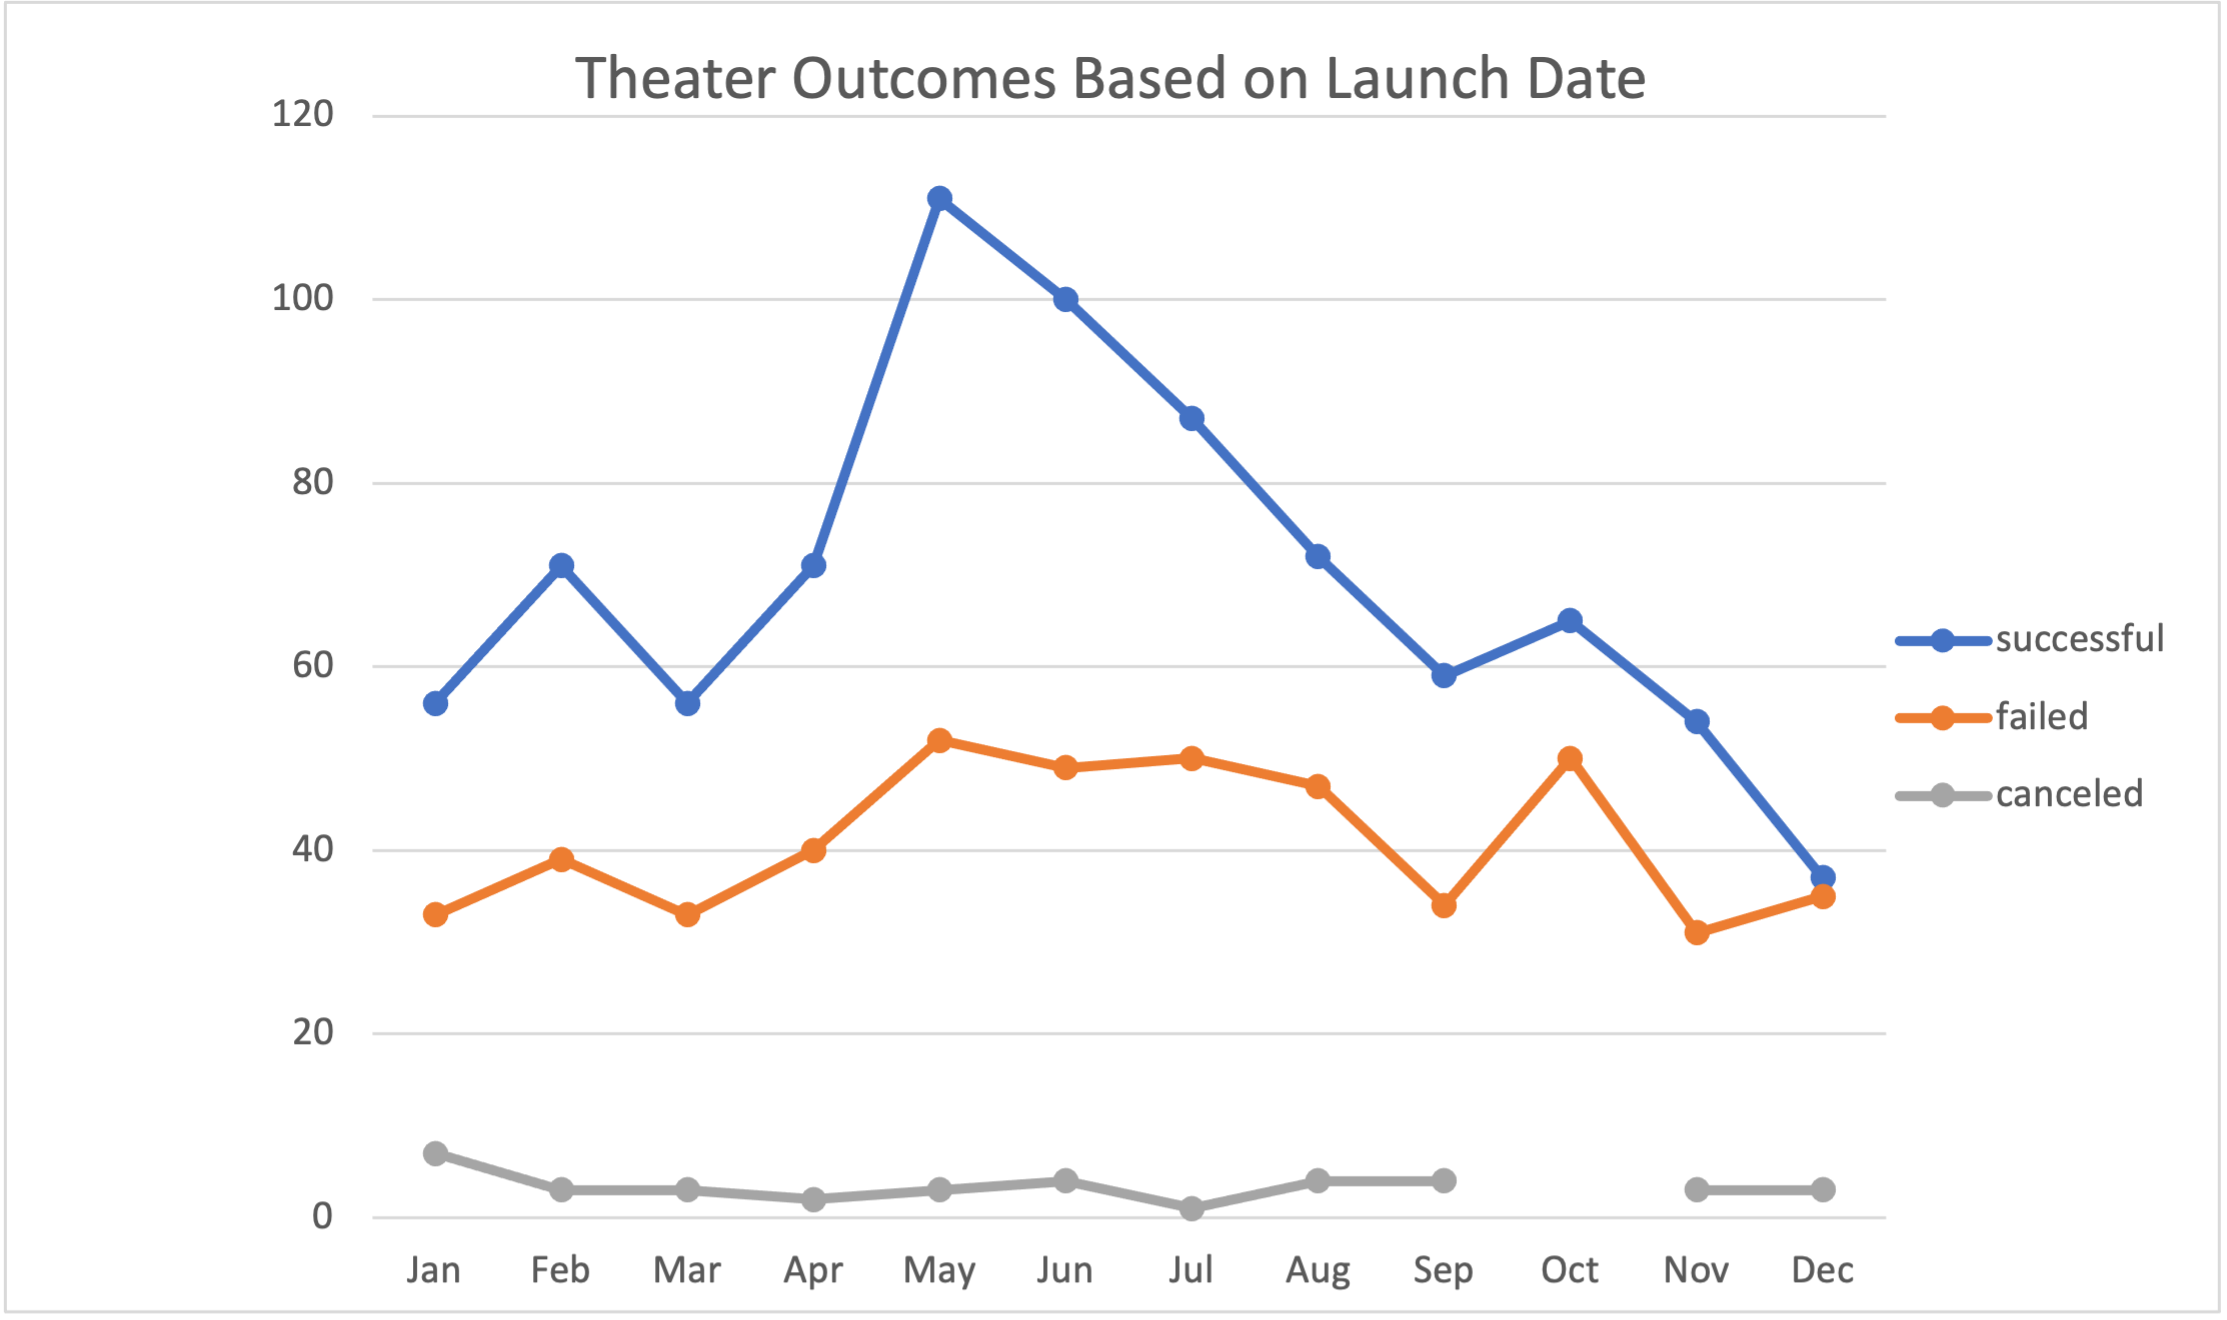 Theater Outcomes Based on Launch Date
120
100
80
60
40
20
0
Jan Feb Mar Apr May Jun Jul Aug Sep Oct Nov Dec
successful
failed
canceled